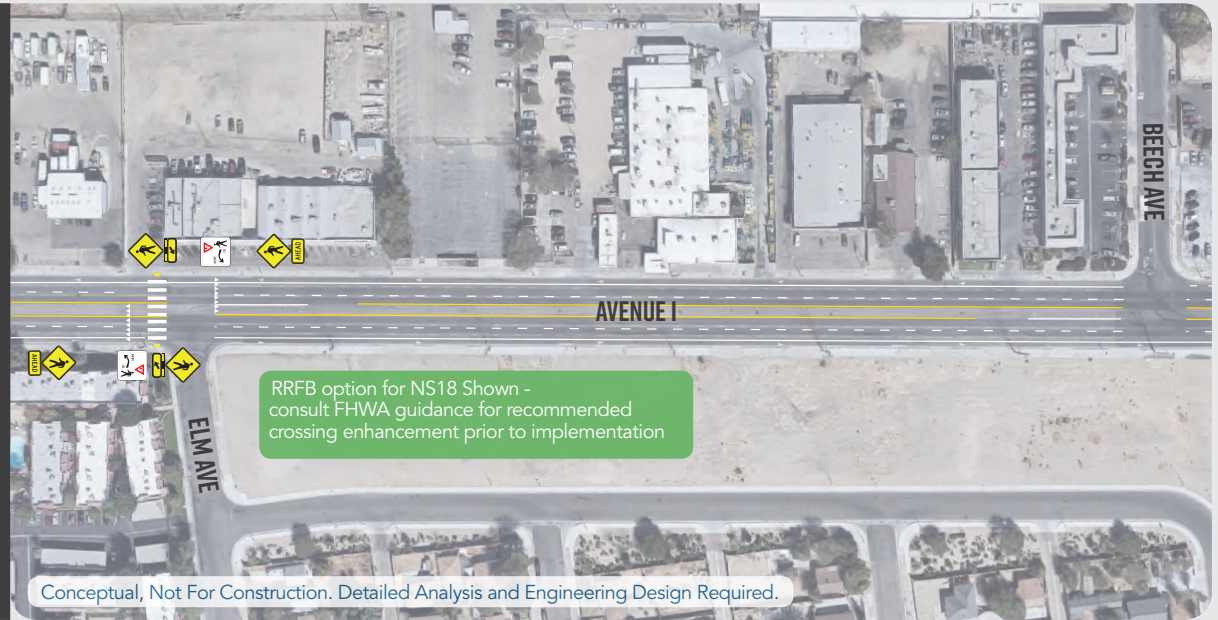 BEECH AVE
AHEAD
AVENUE I
AHEAD
RRFB option for NS18 Shown -
consult FHWA guidance for recommended
crossing enhancement prior to implementation
ELM AVE
Conceptual, Not For Construction. Detailed Analysis and Engineering Design Required.